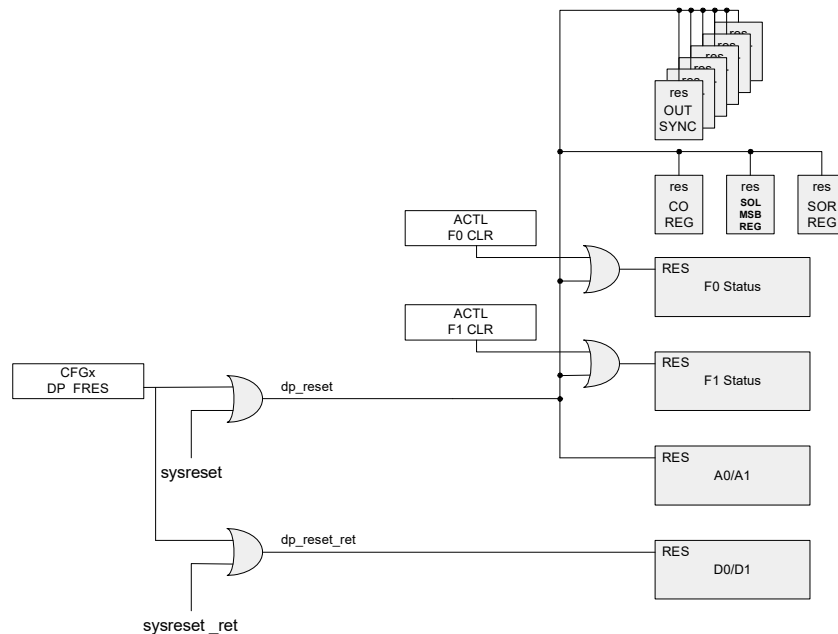 res
res
res
res
res
res
OUT
SYNC
res
CO
REG
res
SOL
MSB
REG
res
SOR
REG
ACTL
F0 CLR
RES
F0 Status
ACTL
F1 CLR
RES
F1 Status
CFGx
DP FRES
dp_reset
sysreset
RES
A0/A1
dp_reset_ret
RES
D0/D1
sysreset _ret